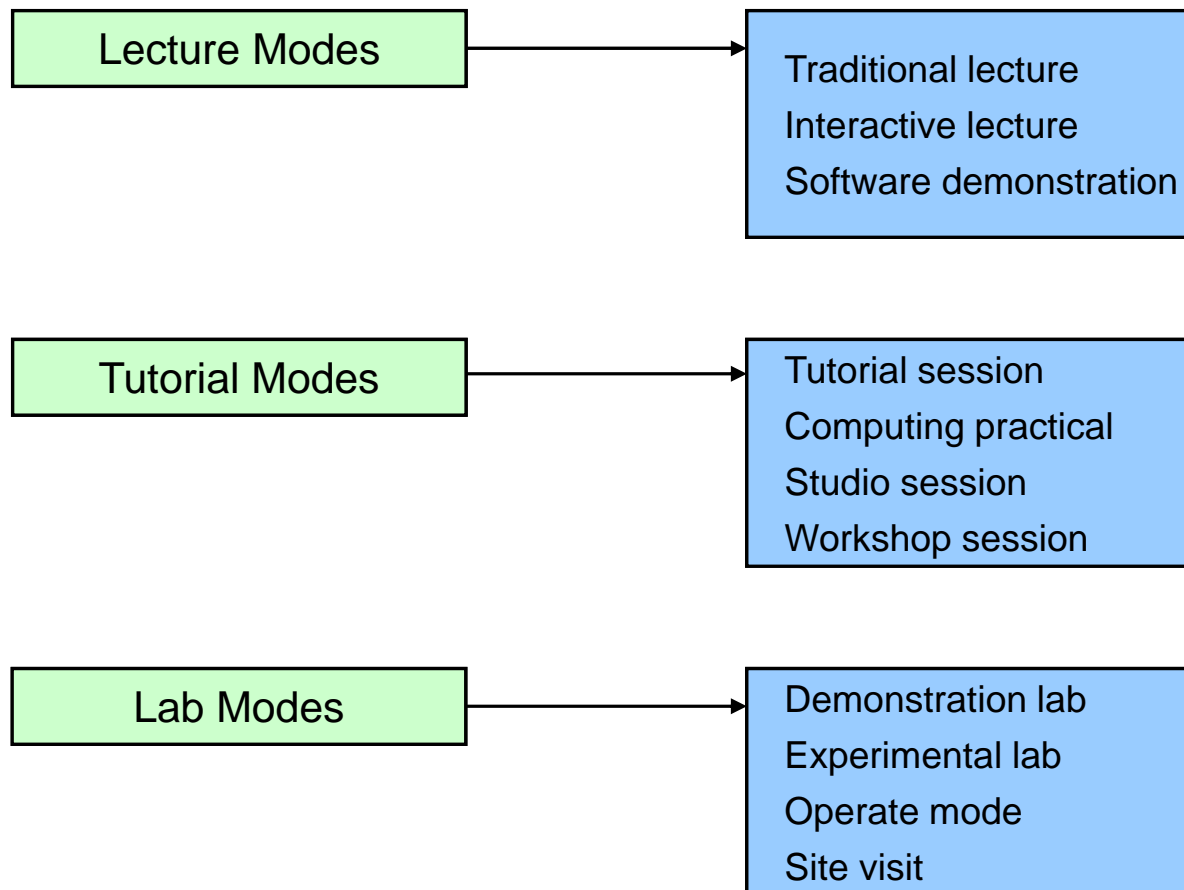 Lecture Modes
Traditional lecture
Interactive lecture
Software demonstration
Tutorial Modes
Tutorial session
Computing practical
Studio session
Workshop session
Lab Modes
Demonstration lab
Experimental lab
Operate mode
Site visit